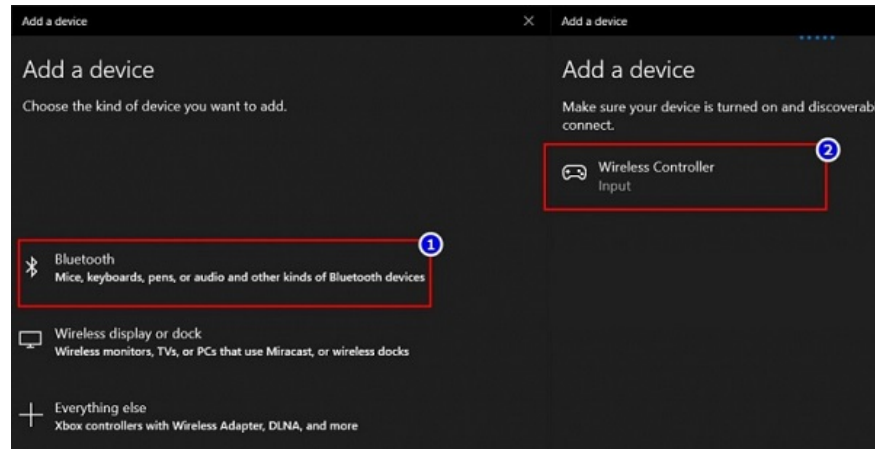 Add a device
Add a device
Choose the kind of device you want to add.
1
Bluetooth
Mice, keyboards, pens, or audio and other kinds of Bluetooth devices
Wireless display or dock
Wireless monitors, TVs, or PCs that use Miracast, or wireless docks
Everything else
Xbox controllers with Wireless Adapter, DLNA, and more
Add a device
Add a device
Make sure your device is turned on and discoverab
connect.
2
Wireless Controller
Input